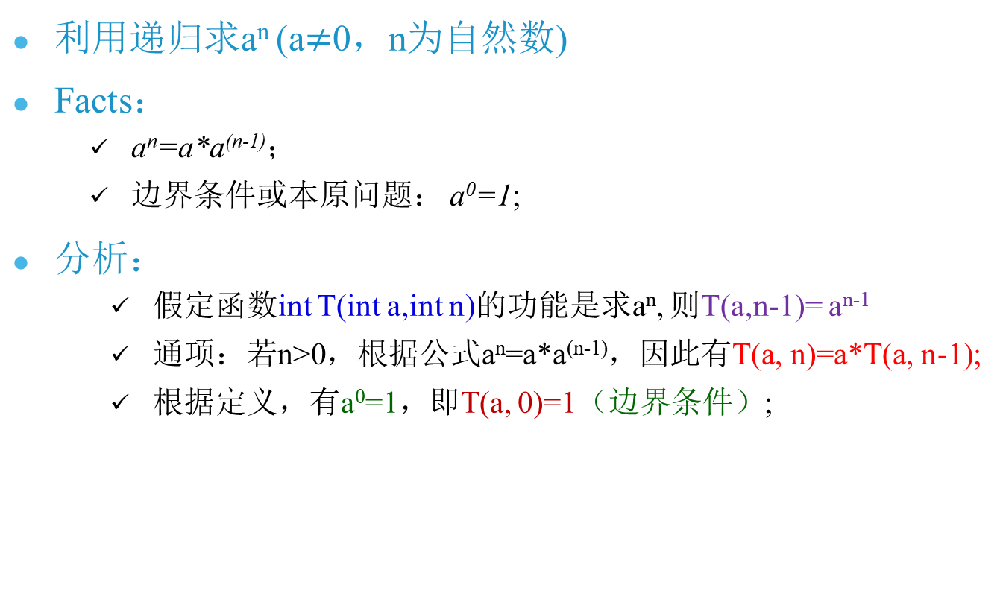 利用递归求aⁿ (a≠0，n为自然数)
Facts：
aⁿ=a*a⁽ⁿ⁻¹⁾；
边界条件或本原问题： a⁰=1;
分析：
假定函数int T(int a,int n)的功能是求aⁿ, 则T(a,n-1)= aⁿ⁻¹
通项：若n>0，根据公式aⁿ=a*a⁽ⁿ⁻¹⁾，因此有T(a, n)=a*T(a, n-1);
根据定义，有a⁰=1，即T(a, 0)=1（边界条件）;